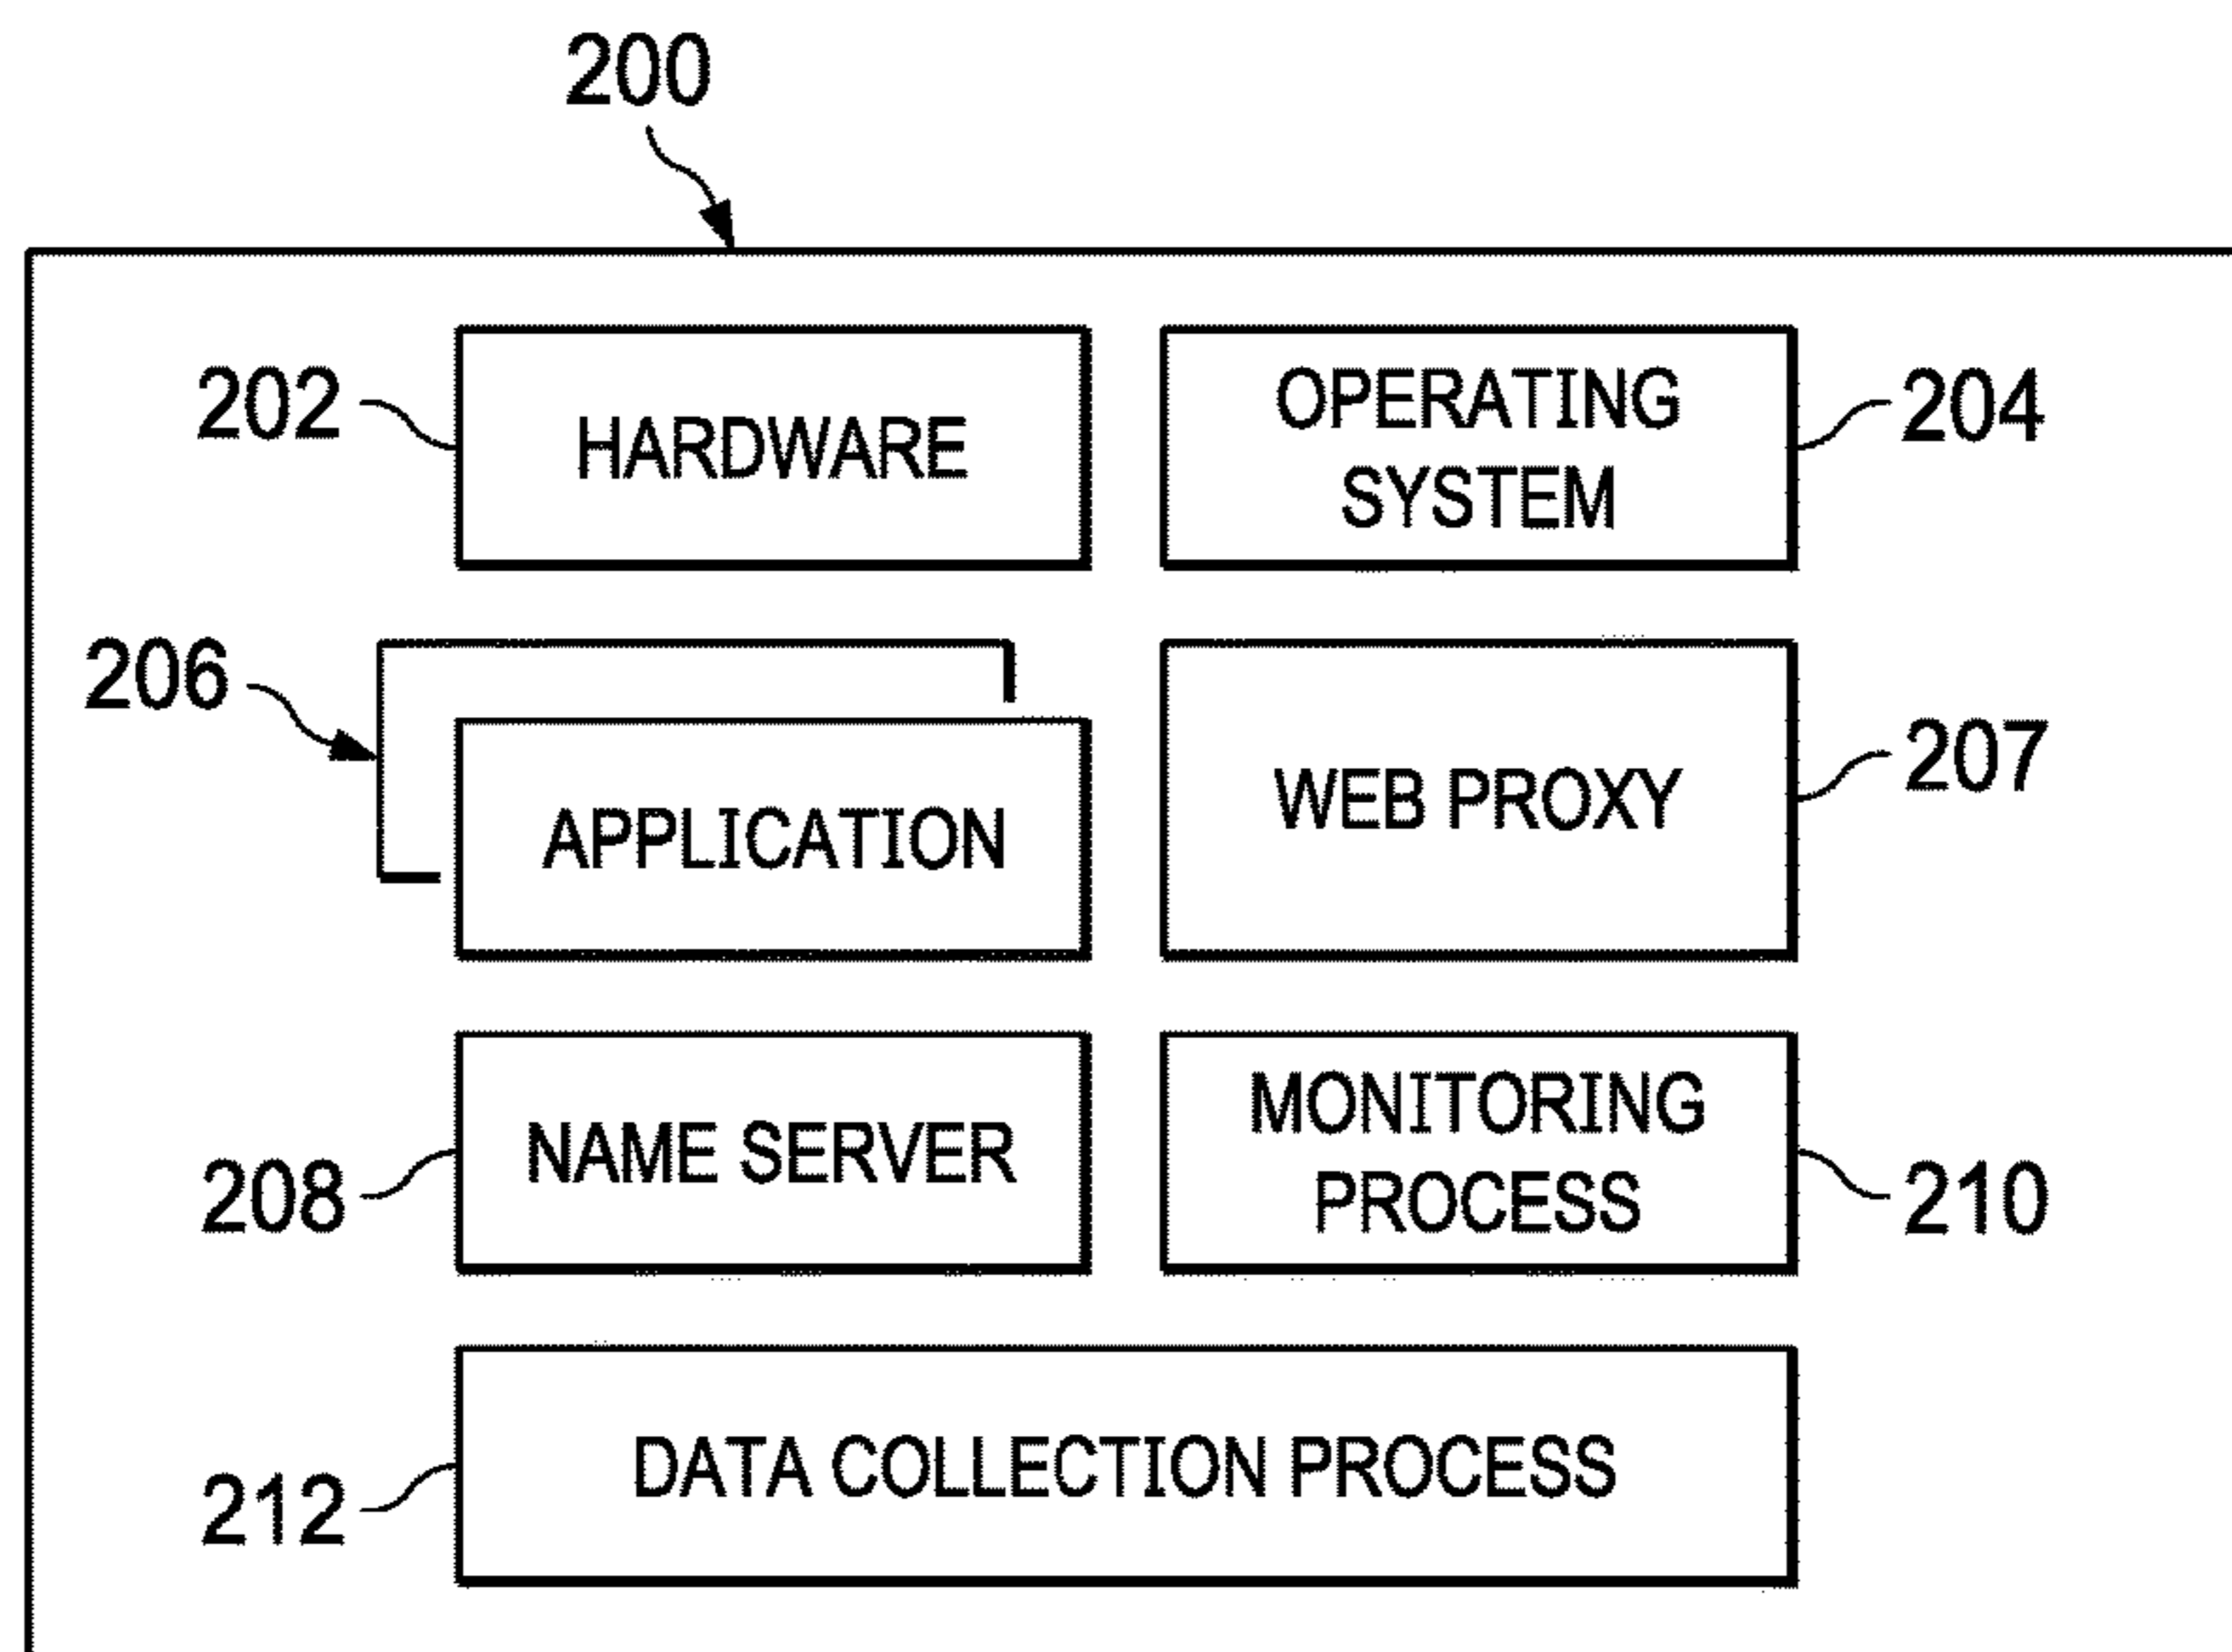 200
202
HARDWARE
OPERATING
SYSTEM
204
206
APPLICATION
WEB PROXY
207
208
NAME SERVER
MONITORING
PROCESS
210
212
DATA COLLECTION PROCESS